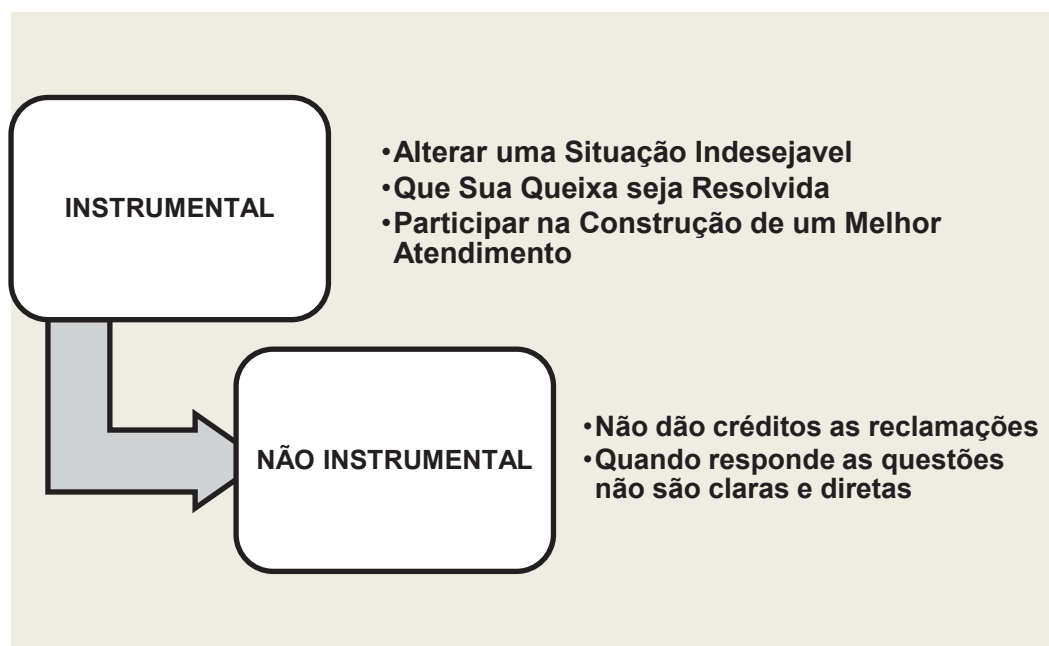 INSTRUMENTAL
•Alterar uma Situação Indesejavel
•Que Sua Queixa seja Resolvida
•Participar na Construção de um Melhor
Atendimento
NÃO INSTRUMENTAL
•Não dão créditos as reclamações
•Quando responde as questões
não são claras e diretas